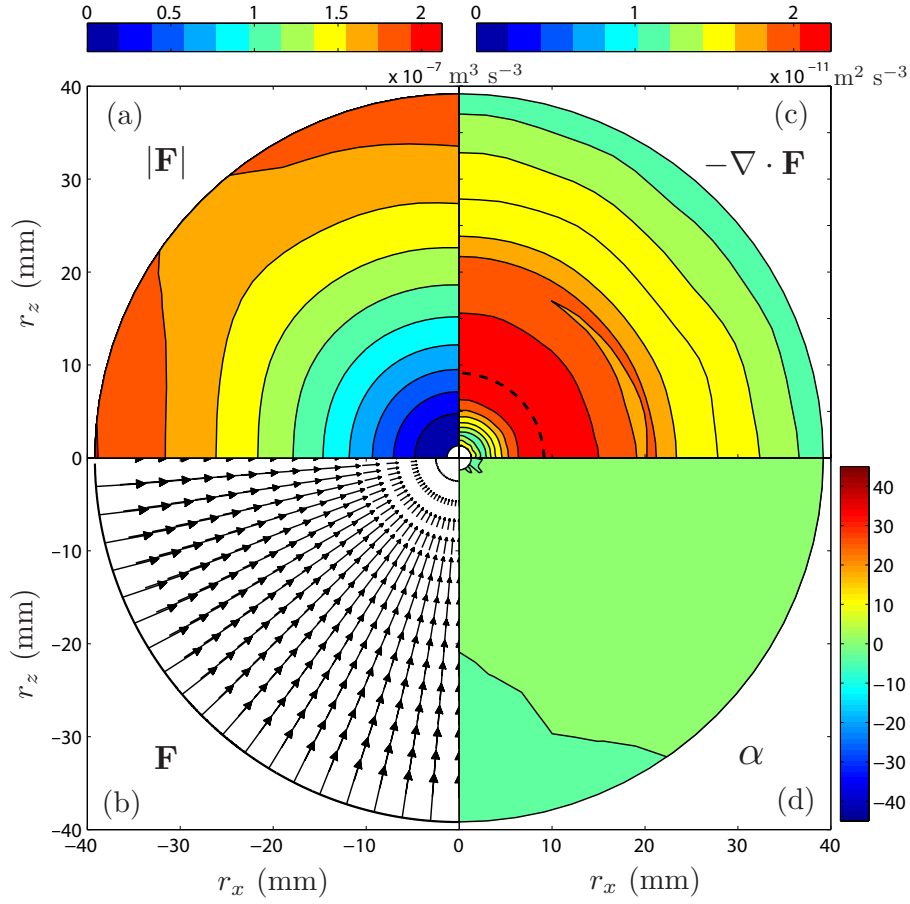 0 0.5 1 1.5 2
0 1 2
x 10⁻⁷ m³ s⁻³
x 10⁻¹¹ m² s⁻³
40
30
20
10
0
−10
−20
−30
−40
r_z (mm)
r_z (mm)
(a)
|F|
(c)
−∇ · F
F
(b)
α
(d)
40
30
20
10
0
−10
−20
−30
−40
−40 −30 −20 −10 0 10 20 30 40
r_x (mm) r_x (mm)